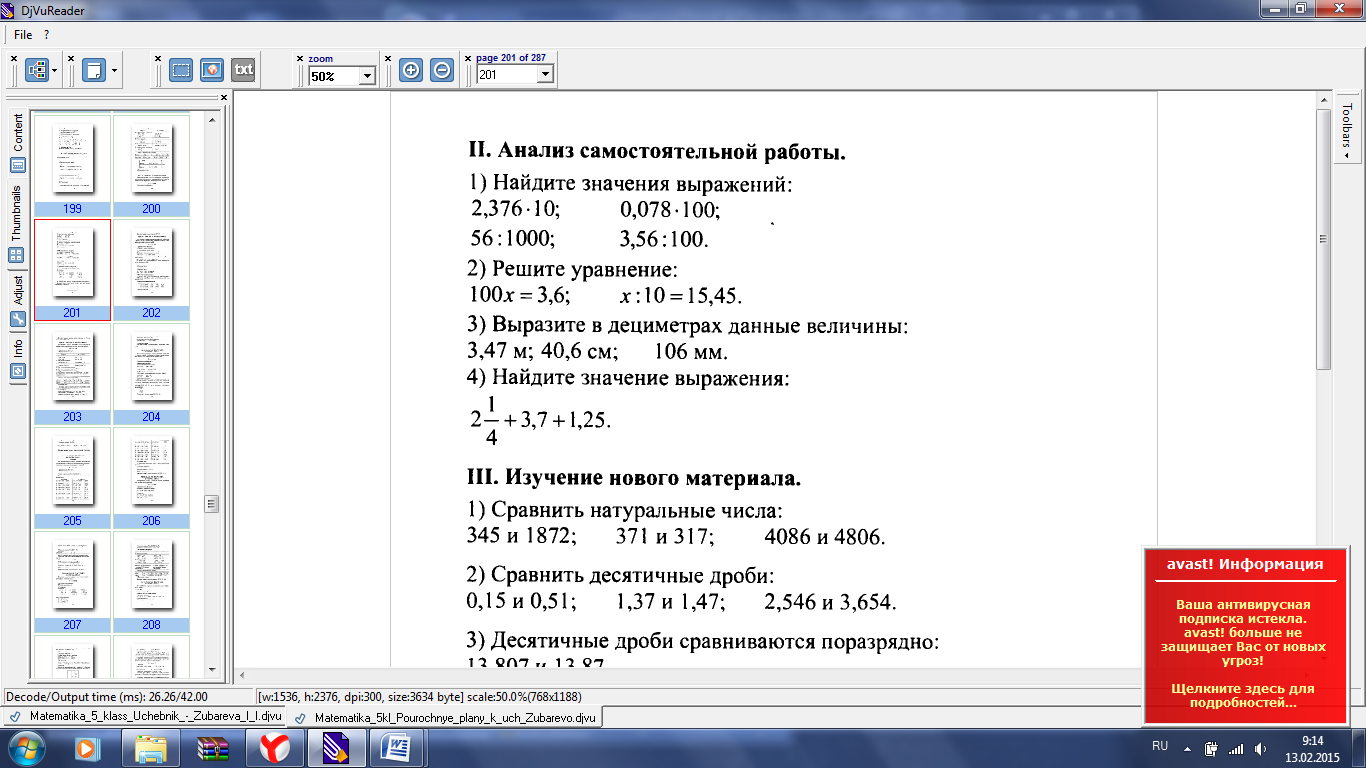 DjVuReader
File ?
zoom
50%
page 201 of 287
201
txt
Content
Thumbnails
Adjust
Info
Toolbars
199 200
201 202
203 204
205 206
207 208
II. Анализ самостоятельной работы.
1) Найдите значения выражений:
2,376 · 10; 0,078 · 100;
56 : 1000; 3,56 : 100.
2) Решите уравнение:
100x = 3,6; x : 10 = 15,45.
3) Выразите в дециметрах данные величины:
3,47 м; 40,6 см; 106 мм.
4) Найдите значение выражения:
2 1/4 + 3,7 + 1,25.
III. Изучение нового материала.
1) Сравнить натуральные числа:
345 и 1872; 371 и 317; 4086 и 4806.
2) Сравнить десятичные дроби:
0,15 и 0,51; 1,37 и 1,47; 2,546 и 3,654.
3) Десятичные дроби сравниваются поразрядно:
13,807 и 13,87
avast! Информация
Ваша антивирусная
подписка истекла.
avast! больше не
защищает Вас от новых
угроз!
Щелкните здесь для
подробностей...
Decode/Output time (ms): 26.26/42.00 [w:1536, h:2376, dpi:300, size:3634 byte] scale:50.0%(768x1188)
Matematika_5_klass_Uchebnik_-_Zubareva_I_I.djvu Matematika_5kl_Pourochnye_plany_k_uch_Zubarevo.djvu
RU
9:14
13.02.2015